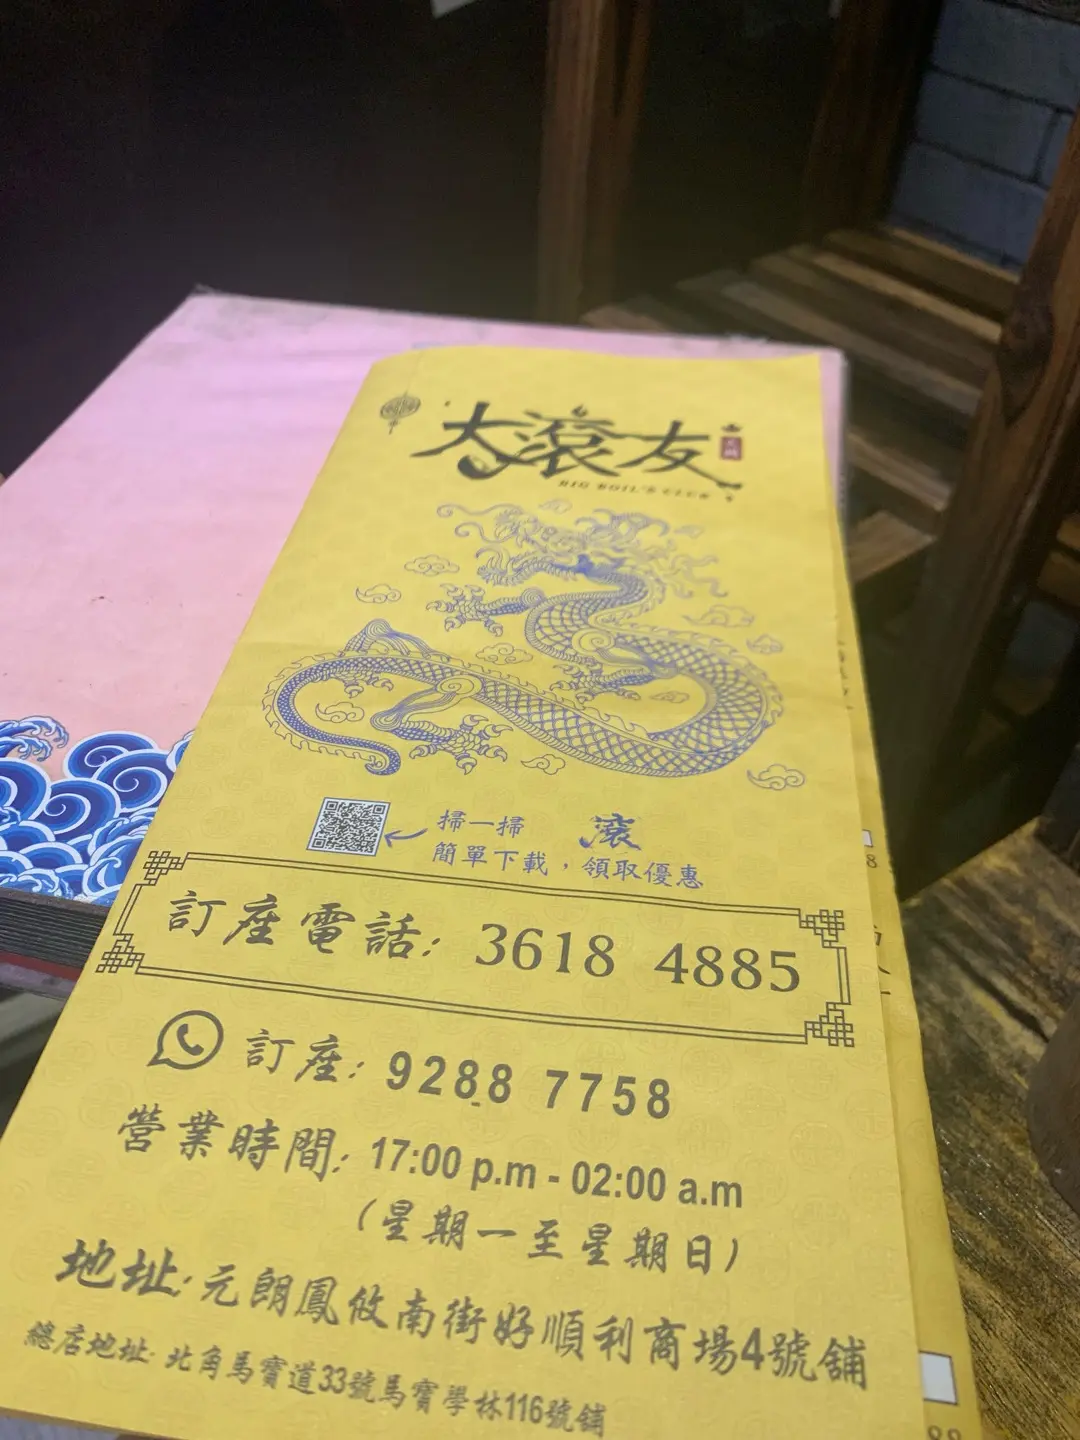 大滾友
BIG BOIL'S CLUB
掃一掃 滾
簡單下載，領取優惠
訂座電話: 3618 4885
訂座: 9288 7758
營業時間: 17:00 p.m - 02:00 a.m
(星期一至星期日)
地址: 元朗鳳攸南街好順利商場4號舖
總店地址: 北角馬寶道33號馬寶學林116號舖